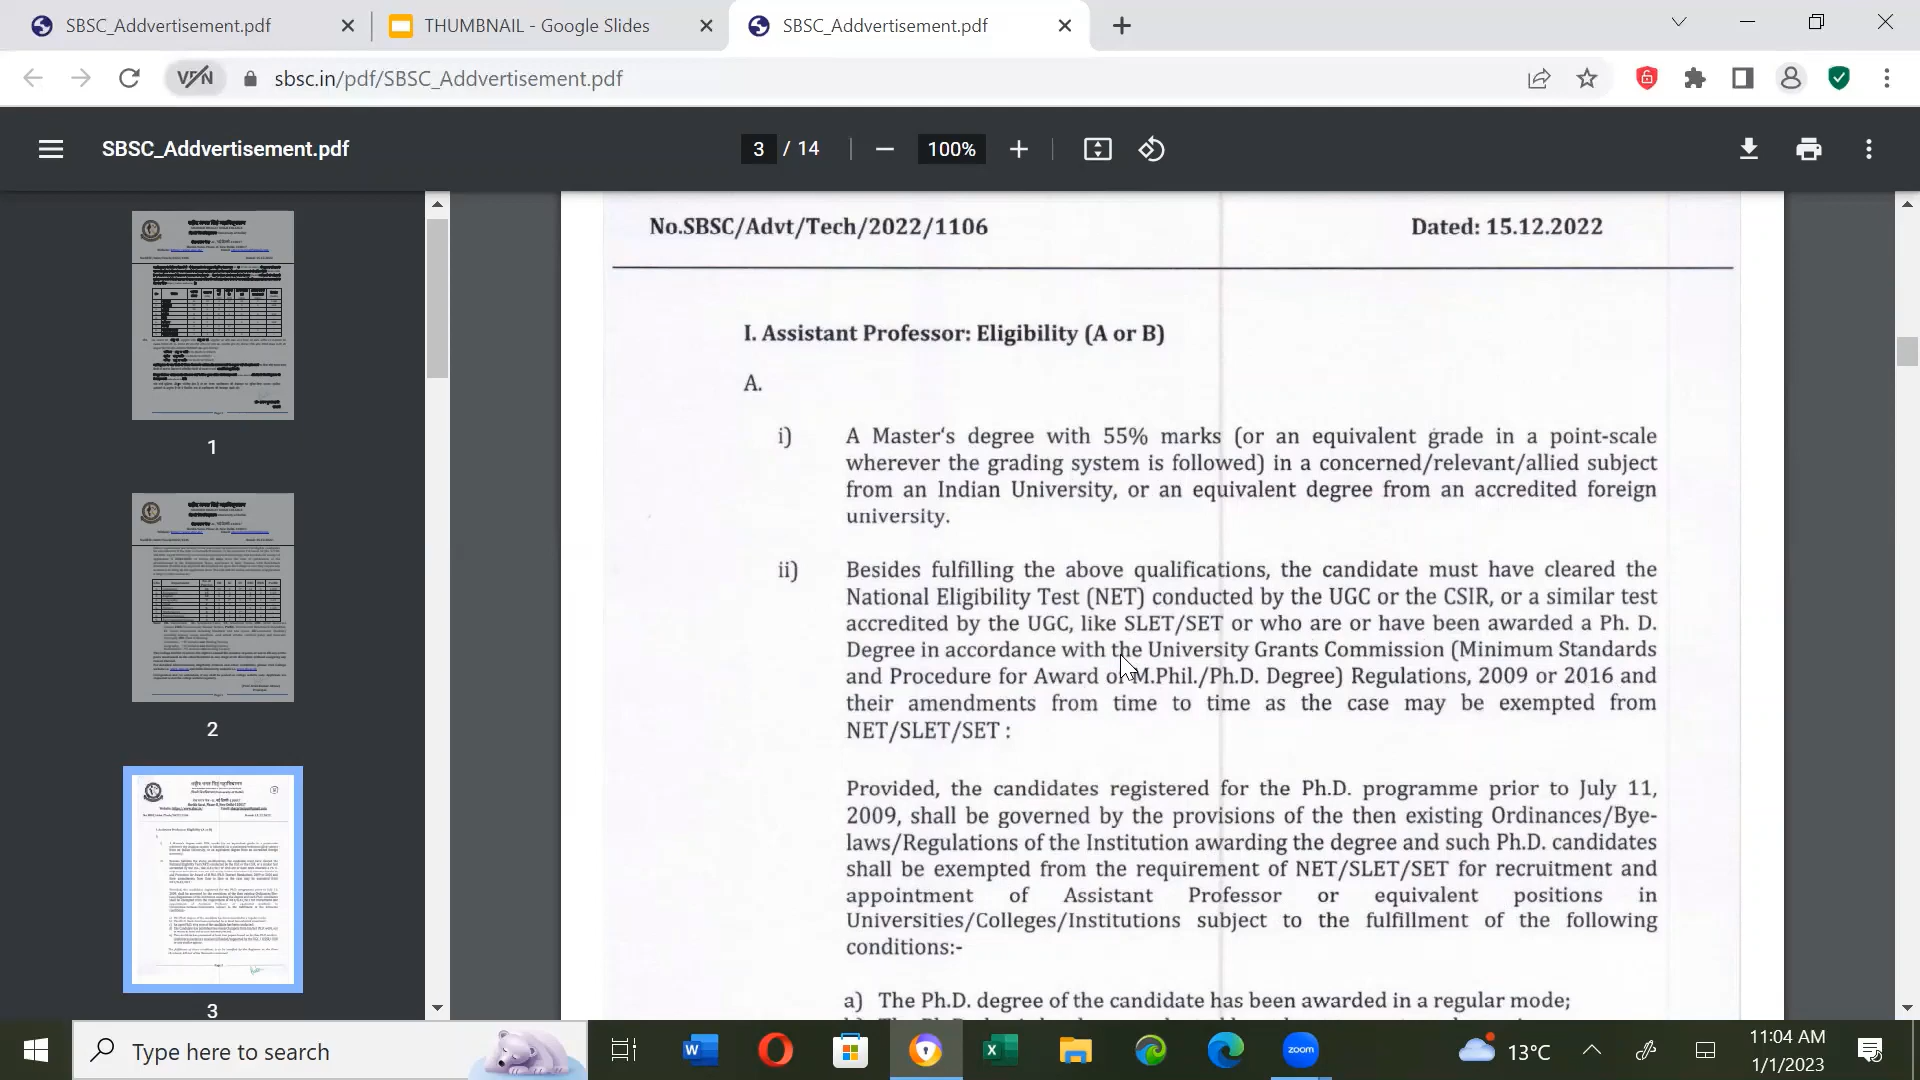 SBSC_Addvertisement.pdf
THUMBNAIL - Google Slides
SBSC_Addvertisement.pdf
VPN
sbsc.in/pdf/SBSC_Addvertisement.pdf
SBSC_Addvertisement.pdf
3 / 14
100%
1
2
3
No.SBSC/Advt/Tech/2022/1106 Dated: 15.12.2022
I. Assistant Professor: Eligibility (A or B)
A.
i) A Master's degree with 55% marks (or an equivalent grade in a point-scale
wherever the grading system is followed) in a concerned/relevant/allied subject
from an Indian University, or an equivalent degree from an accredited foreign
university.
ii) Besides fulfilling the above qualifications, the candidate must have cleared the
National Eligibility Test (NET) conducted by the UGC or the CSIR, or a similar test
accredited by the UGC, like SLET/SET or who are or have been awarded a Ph. D.
Degree in accordance with the University Grants Commission (Minimum Standards
and Procedure for Award of M.Phil./Ph.D. Degree) Regulations, 2009 or 2016 and
their amendments from time to time as the case may be exempted from
NET/SLET/SET :
Provided, the candidates registered for the Ph.D. programme prior to July 11,
2009, shall be governed by the provisions of the then existing Ordinances/Bye-
laws/Regulations of the Institution awarding the degree and such Ph.D. candidates
shall be exempted from the requirement of NET/SLET/SET for recruitment and
appointment of Assistant Professor or equivalent positions in
Universities/Colleges/Institutions subject to the fulfillment of the following
conditions:-
a) The Ph.D. degree of the candidate has been awarded in a regular mode;
Type here to search
zoom
13°C
11:04 AM
1/1/2023